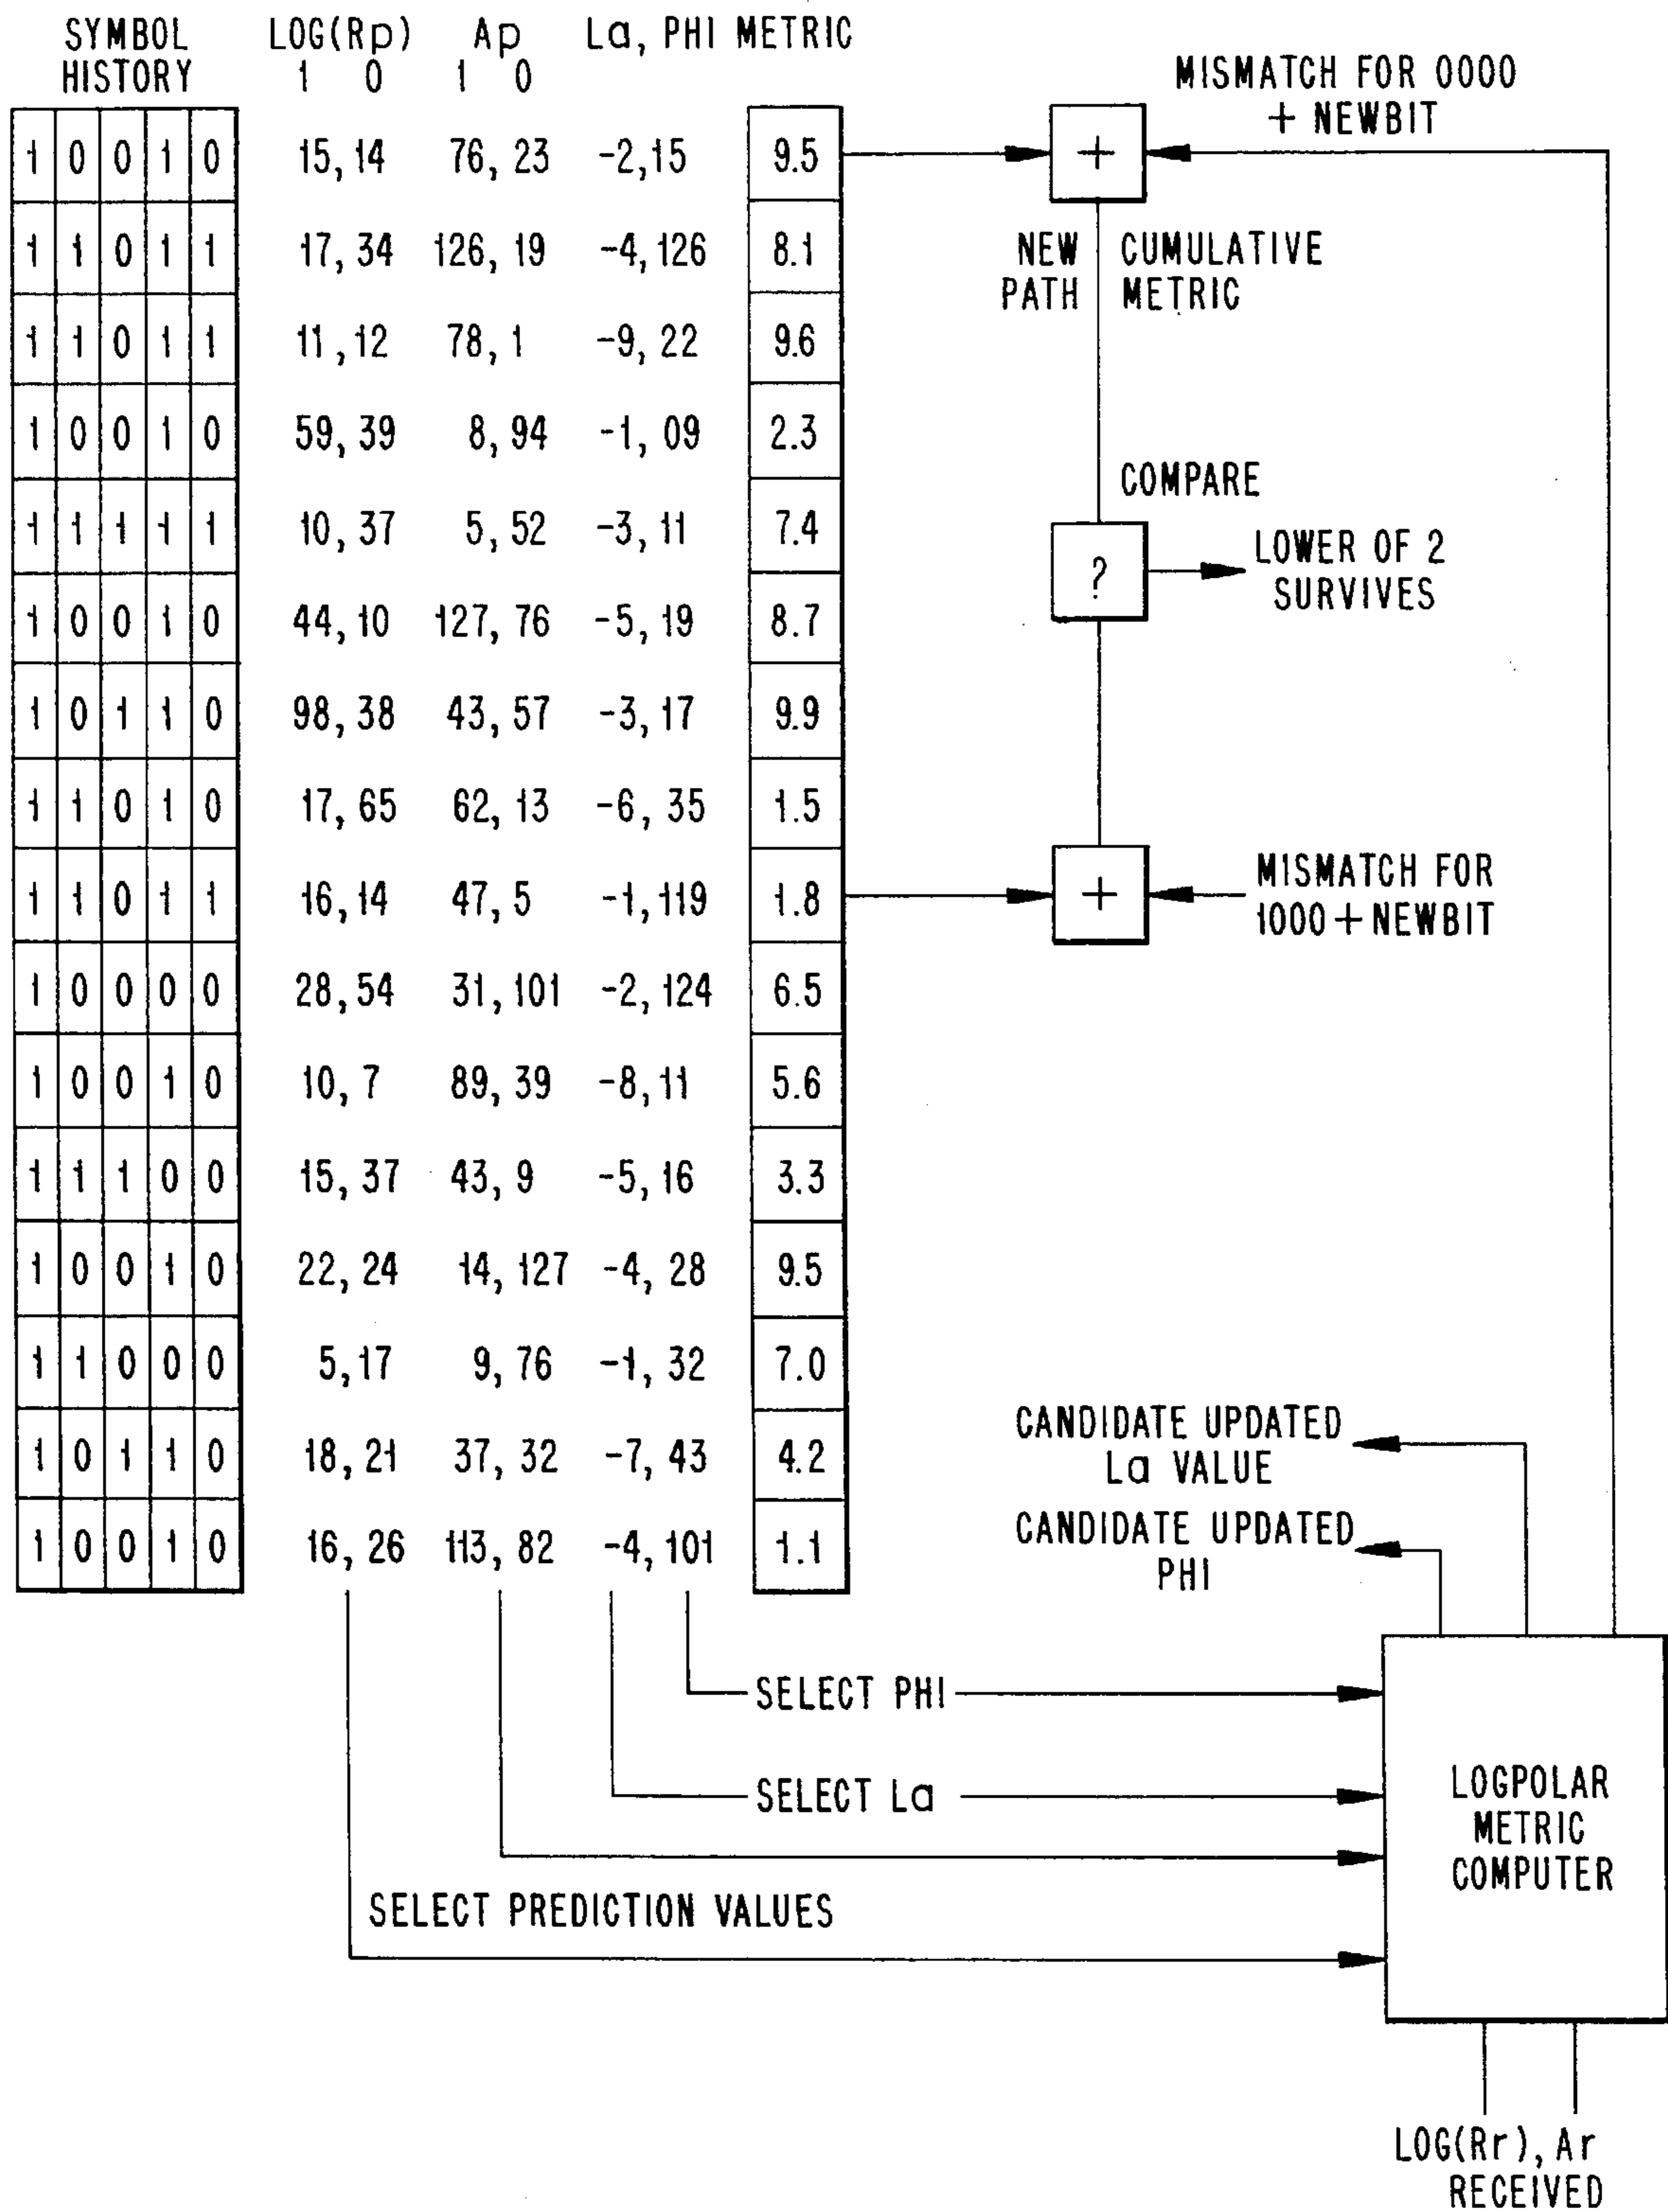 SYMBOL HISTORY LOG(Rp) Ap La, PHI METRIC
1 0 1 0
1 0 0 1 0 15, 14 76, 23 -2, 15 9.5
1 1 0 1 1 17, 34 126, 19 -4, 126 8.1
1 1 0 1 1 11, 12 78, 1 -9, 22 9.6
1 0 0 1 0 59, 39 8, 94 -1, 09 2.3
1 1 1 1 1 10, 37 5, 52 -3, 11 7.4
1 0 0 1 0 44, 10 127, 76 -5, 19 8.7
1 0 1 1 0 98, 38 43, 57 -3, 17 9.9
1 1 0 1 0 17, 65 62, 13 -6, 35 1.5
1 1 0 1 1 16, 14 47, 5 -1, 119 1.8
1 0 0 0 0 28, 54 31, 101 -2, 124 6.5
1 0 0 1 0 10, 7 89, 39 -8, 11 5.6
1 1 1 0 0 15, 37 43, 9 -5, 16 3.3
1 0 0 1 0 22, 24 14, 127 -4, 28 9.5
1 1 0 0 0 5, 17 9, 76 -1, 32 7.0
1 0 1 1 0 18, 21 37, 32 -7, 43 4.2
1 0 0 1 0 16, 26 113, 82 -4, 101 1.1
MISMATCH FOR 0000
+ NEWBIT
+
NEW CUMULATIVE
PATH METRIC
COMPARE
?
LOWER OF 2
SURVIVES
+
MISMATCH FOR
1000 + NEWBIT
CANDIDATE UPDATED
La VALUE
CANDIDATE UPDATED
PHI
SELECT PHI
SELECT La
SELECT PREDICTION VALUES
LOGPOLAR
METRIC
COMPUTER
LOG(Rr), Ar
RECEIVED